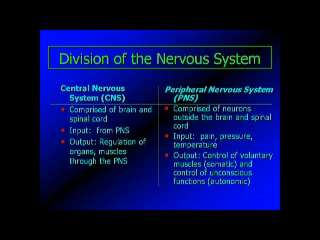 Division of the Nervous System
Central Nervous
System (CNS)
Comprised of brain and
spinal cord
Input: from PNS
Output: Regulation of
organs, muscles
through the PNS
Peripheral Nervous System
(PNS)
Comprised of neurons
outside the brain and spinal
cord
Input: pain, pressure,
temperature
Output: Control of voluntary
muscles (somatic) and
control of unconscious
functions (autonomic)